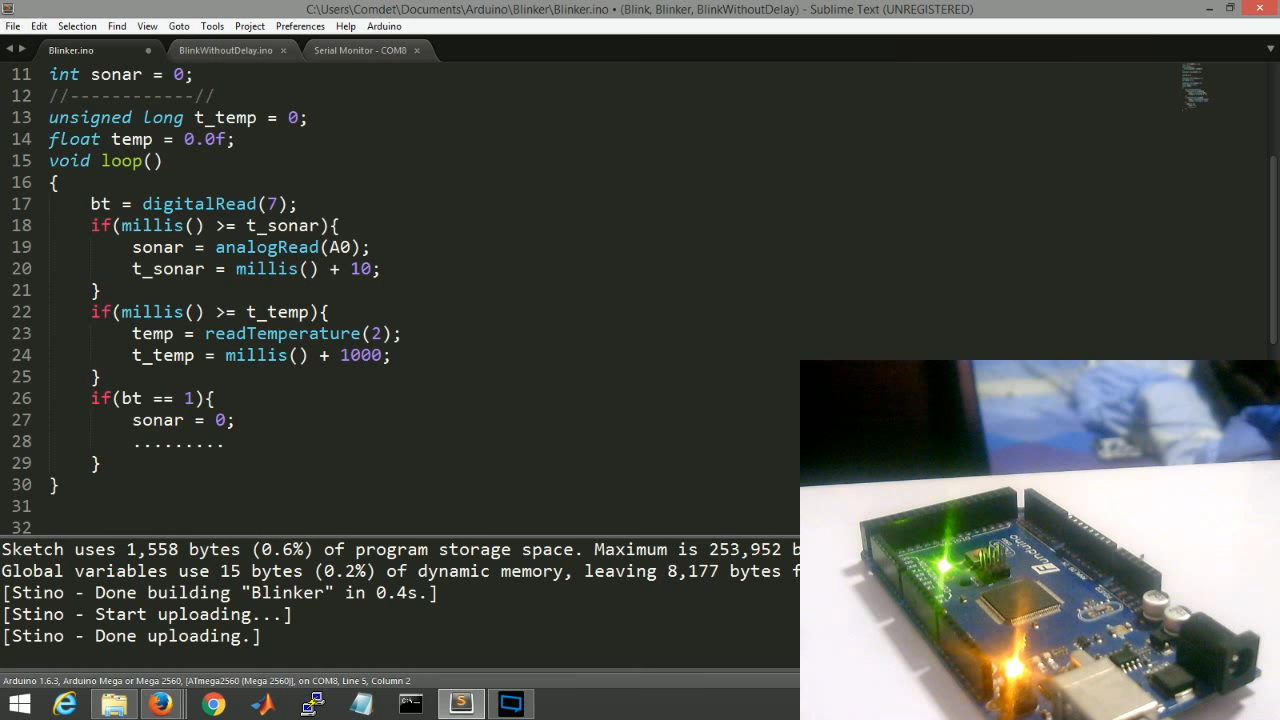 C:\Users\Comdet\Documents\Arduino\Blinker\Blinker.ino • (Blink, Blinker, BlinkWithoutDelay) - Sublime Text (UNREGISTERED)
File Edit Selection Find View Goto Tools Project Preferences Help Arduino
Blinker.ino BlinkWithoutDelay.ino Serial Monitor - COM8
11 int sonar = 0;
12 //------------//
13 unsigned long t_temp = 0;
14 float temp = 0.0f;
15 void loop()
16 {
17 bt = digitalRead(7);
18 if(millis() >= t_sonar){
19 sonar = analogRead(A0);
20 t_sonar = millis() + 10;
21 }
22 if(millis() >= t_temp){
23 temp = readTemperature(2);
24 t_temp = millis() + 1000;
25 }
26 if(bt == 1){
27 sonar = 0;
28 .........
29 }
30 }
31
32
Sketch uses 1,558 bytes (0.6%) of program storage space. Maximum is 253,952 b
Global variables use 15 bytes (0.2%) of dynamic memory, leaving 8,177 bytes f
[Stino - Done building "Blinker" in 0.4s.]
[Stino - Start uploading...]
[Stino - Done uploading.]
Arduino 1.6.3, Arduino Mega or Mega 2560, [ATmega2560 (Mega 2560)], on COM8, Line 5, Column 2